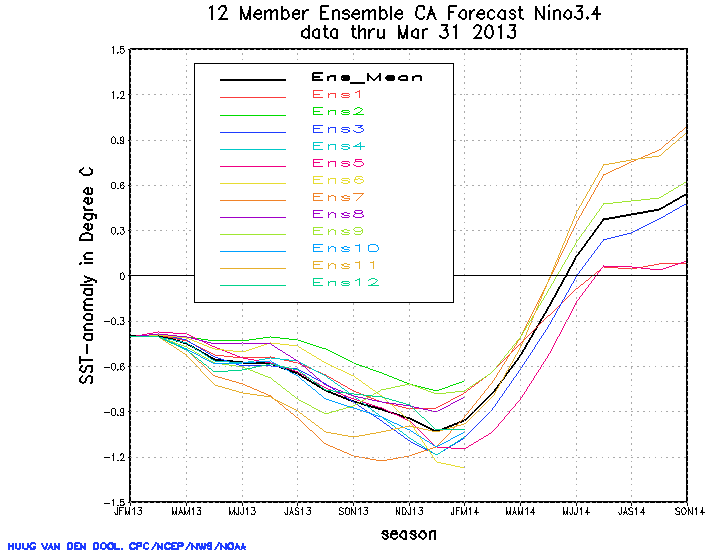 12 Member Ensemble CA Forecast Nino3.4
data thru Mar 31 2013
Ens_Mean
Ens1
Ens2
Ens3
Ens4
Ens5
Ens6
Ens7
Ens8
Ens9
Ens10
Ens11
Ens12
SST-anomaly in Degree C
1.5
1.2
0.9
0.6
0.3
0
-0.3
-0.6
-0.9
-1.2
-1.5
JFM13 MAM13 MJJ13 JAS13 SON13 NDJ13 JFM14 MAM14 MJJ14 JAS14 SON14
season
HUUG VAN DEN DOOL, CPC/NCEP/NWS/NOAA